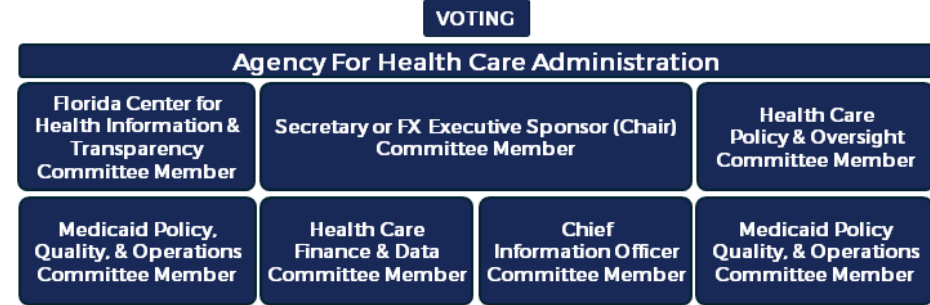 VOTING
Agency For Health Care Administration
Florida Center for
Health Information &
Transparency
Committee Member
Secretary or FX Executive Sponsor (Chair)
Committee Member
Health Care
Policy & Oversight
Committee Member
Medicaid Policy,
Quality, & Operations
Committee Member
Health Care
Finance & Data
Committee Member
Chief
Information Officer
Committee Member
Medicaid Policy
Quality, & Operations
Committee Member